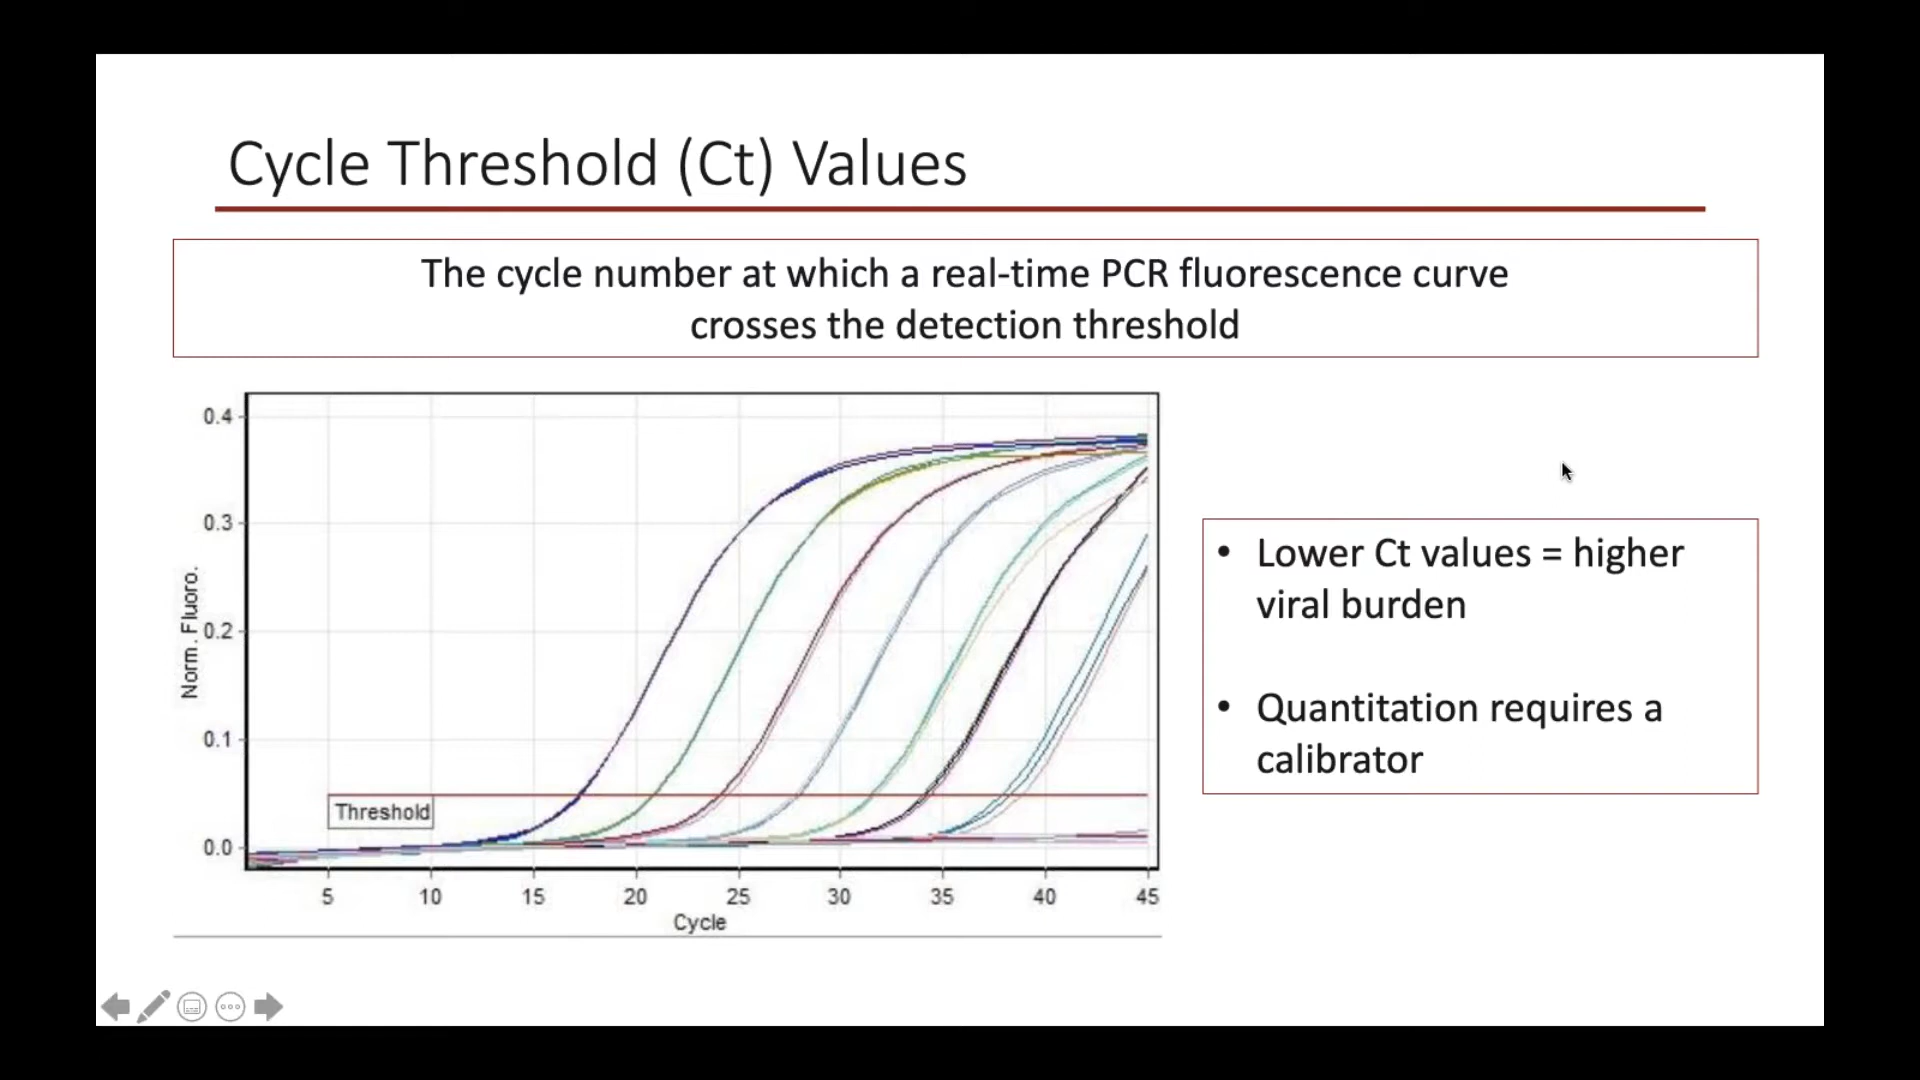 Cycle Threshold (Ct) Values
The cycle number at which a real-time PCR fluorescence curve
crosses the detection threshold
0.4
0.3
0.2
0.1
0.0
Norm. Fluoro.
Threshold
5 10 15 20 25 30 35 40 45
Cycle
• Lower Ct values = higher
viral burden
• Quantitation requires a
calibrator